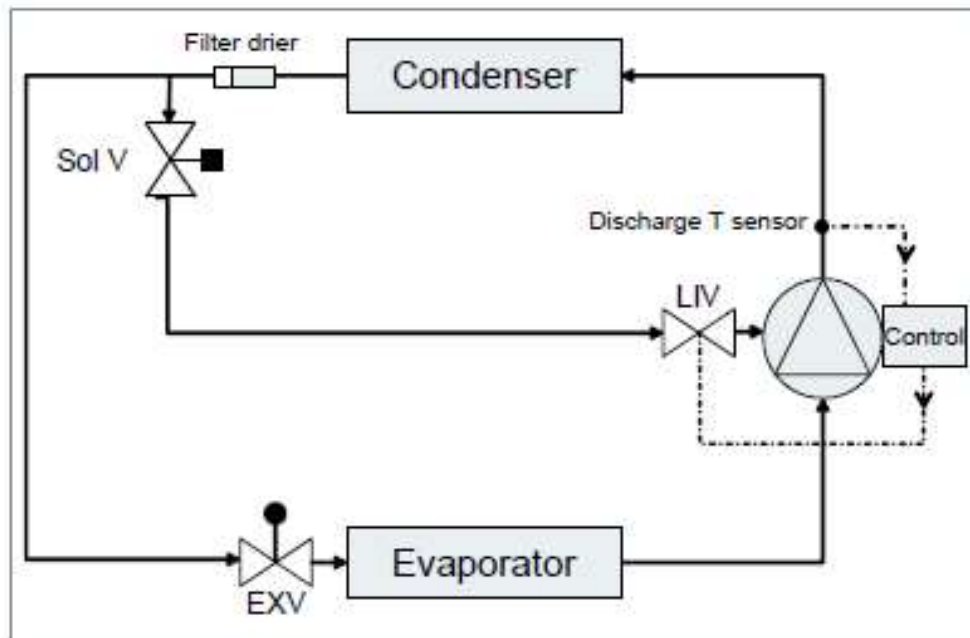 Filter drier
Condenser
Sol V
Discharge T sensor
LIV
Control
Evaporator
EXV